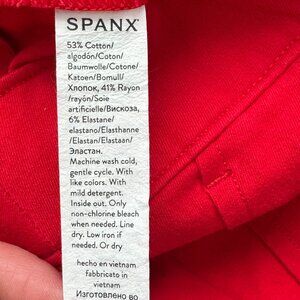 SPANX®
53% Cotton/
algodón/Coton/
Baumwolle/Cotone/
Katoen/Bomull/
Хлопок, 41% Rayon
/rayón/Soie
artificielle/Вискоза,
6% Elastane/
elastano/Elasthanne
/Elastan/Elastaan/
Эластан.
Machine wash cold,
gentle cycle. With
like colors. With
mild detergent.
Inside out. Only
non-chlorine bleach
when needed. Line
dry. Low iron if
needed. Or dry
hecho en vietnam
fabbricato in
vietnam
Изготовлено во